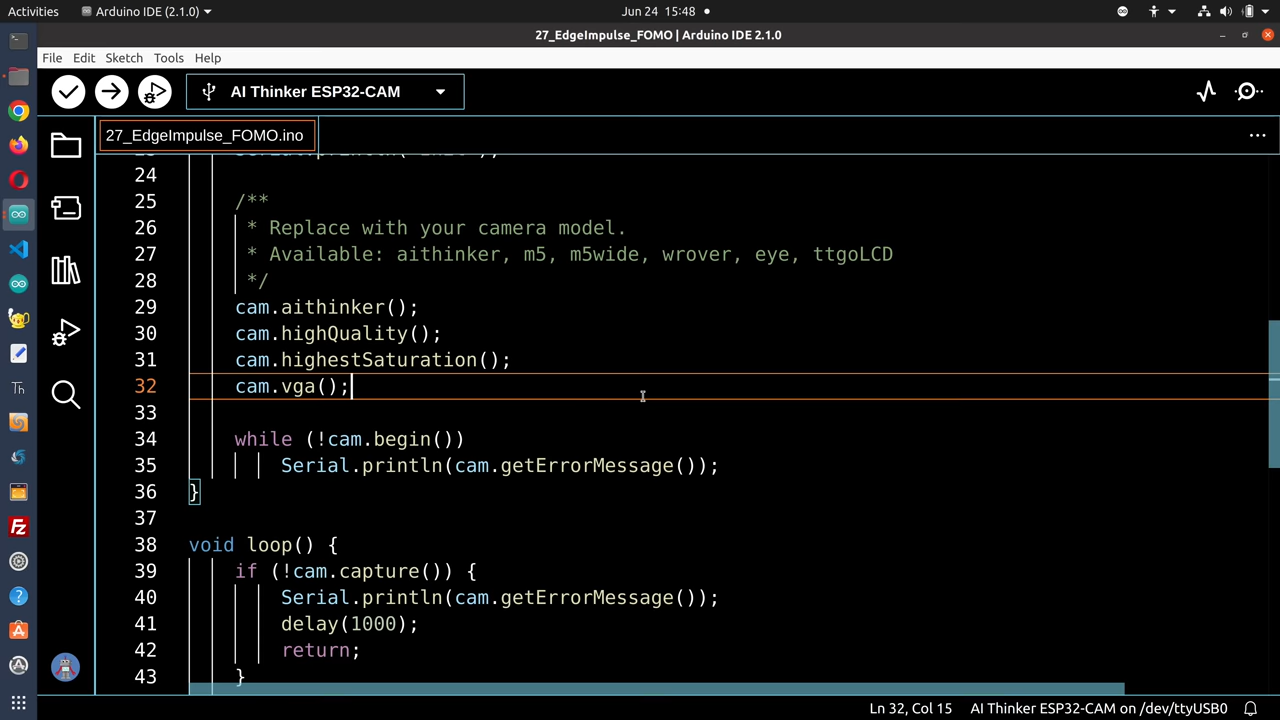 Activities
Arduino IDE (2.1.0)
Jun 24 15:48
27_EdgeImpulse_FOMO | Arduino IDE 2.1.0
File Edit Sketch Tools Help
AI Thinker ESP32-CAM
27_EdgeImpulse_FOMO.ino
24
25 /**
26 * Replace with your camera model.
27 * Available: aithinker, m5, m5wide, wrover, eye, ttgoLCD
28 */
29 cam.aithinker();
30 cam.highQuality();
31 cam.highestSaturation();
32 cam.vga();
33
34 while (!cam.begin())
35 Serial.println(cam.getErrorMessage());
36 }
37
38 void loop() {
39 if (!cam.capture()) {
40 Serial.println(cam.getErrorMessage());
41 delay(1000);
42 return;
43 }
Th
Fz
Ln 32, Col 15 AI Thinker ESP32-CAM on /dev/ttyUSB0